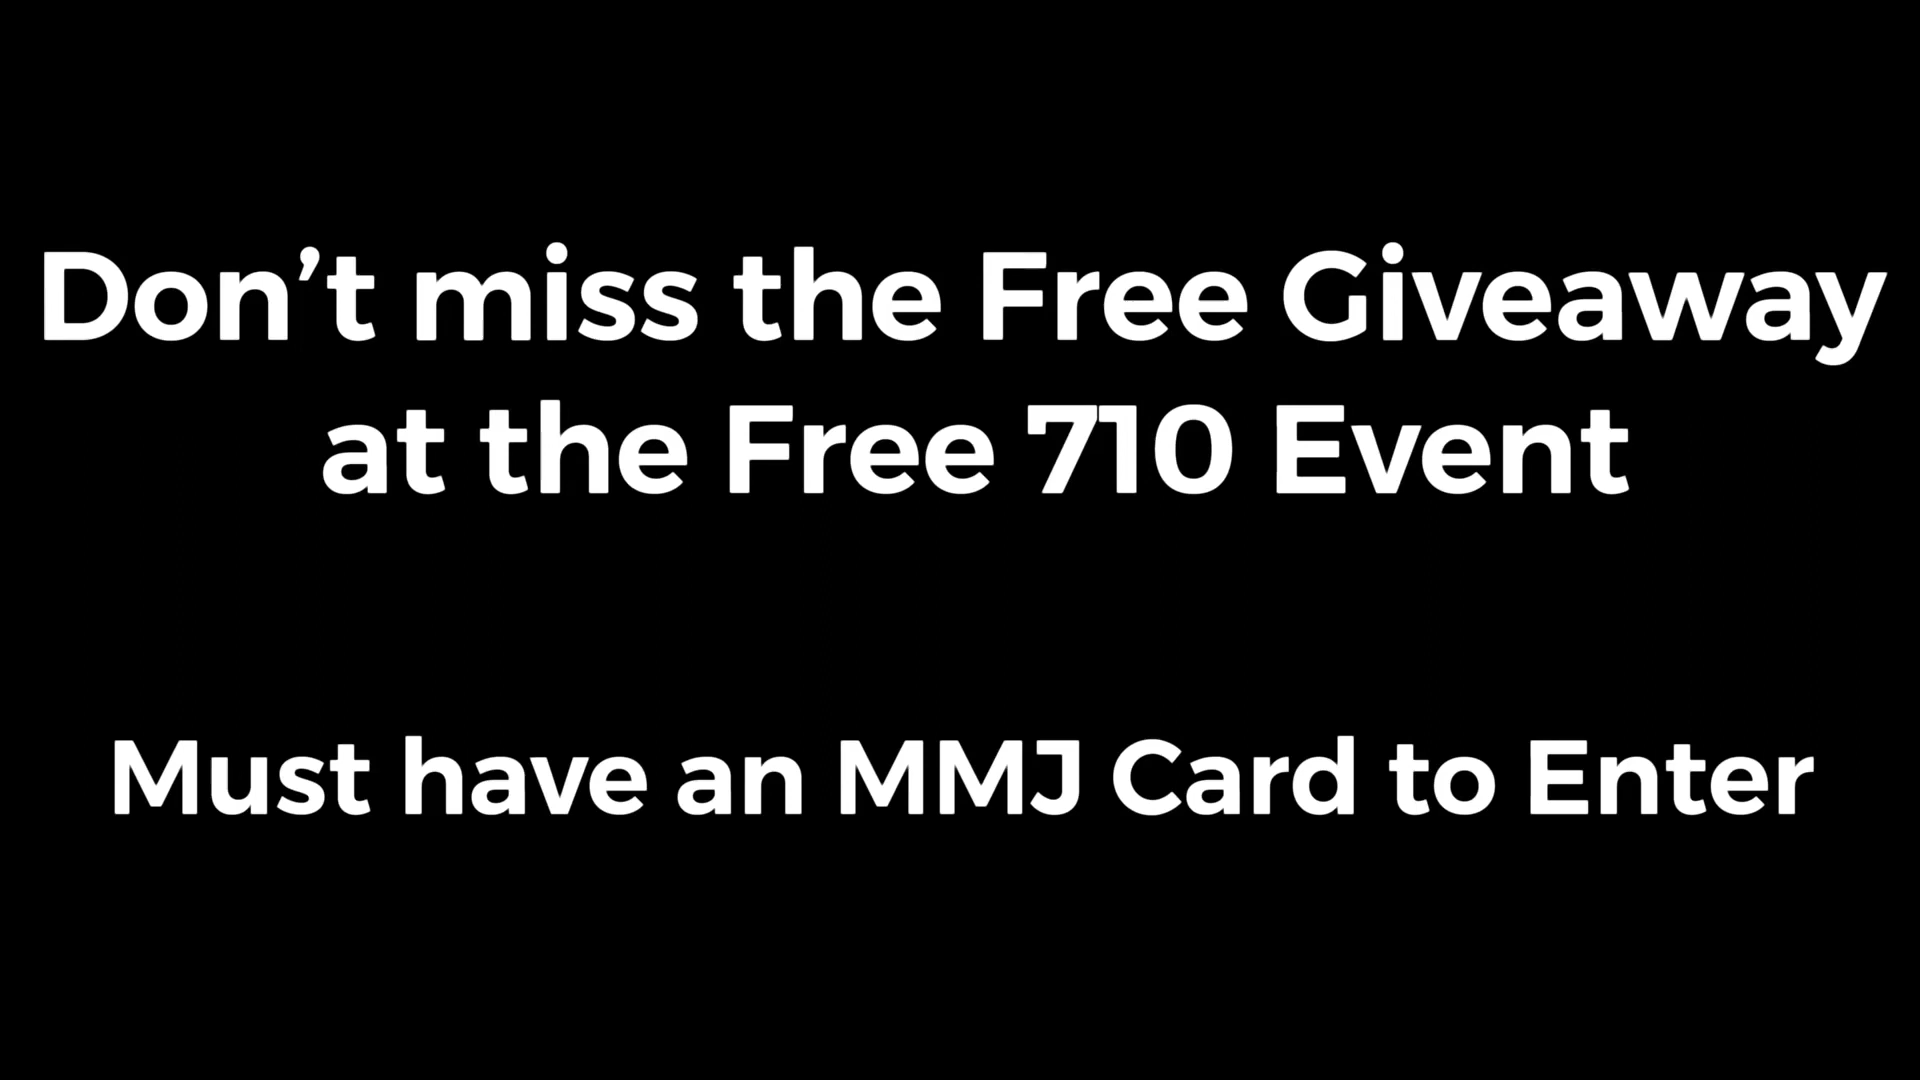 Don’t miss the Free Giveaway
at the Free 710 Event
Must have an MMJ Card to Enter